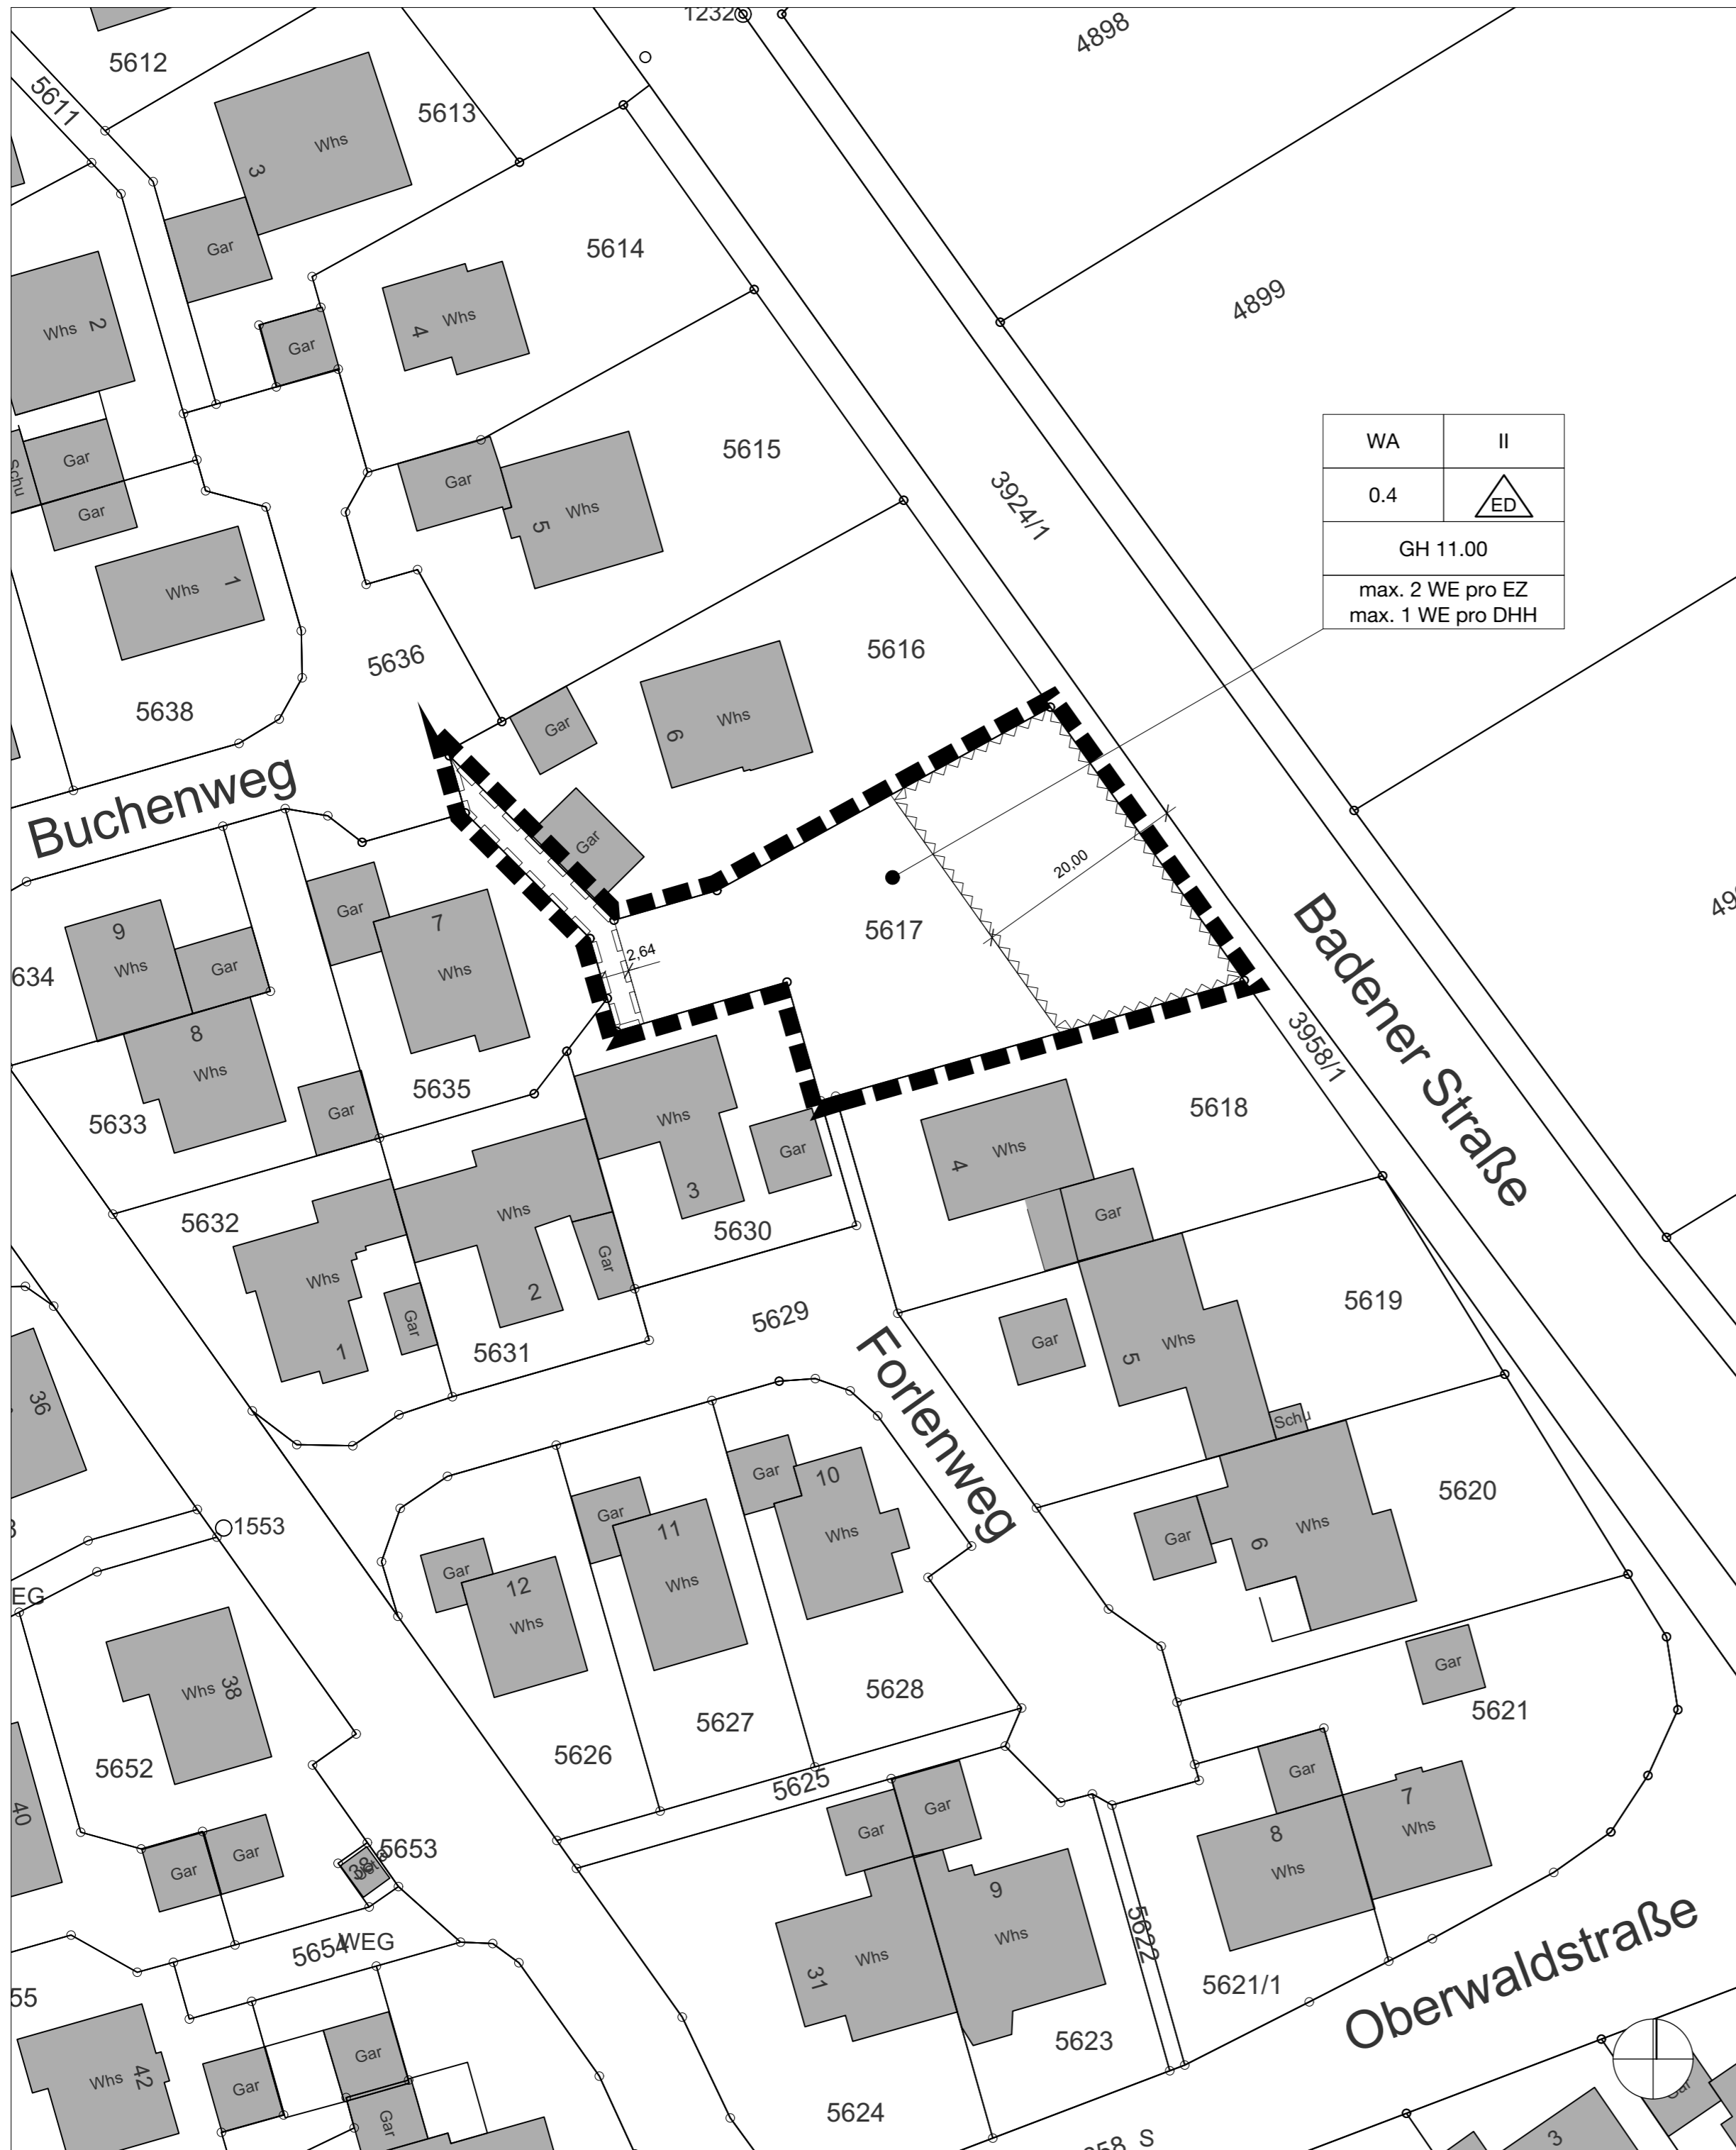 1232
4898
5612
5611
5613
Whs
3
Gar
5614
4899
Whs
2
Gar
Whs
4
WA
II
0.4
ED
GH 11.00
max. 2 WE pro EZ
max. 1 WE pro DHH
5615
3924/1
Gar
Schu
Gar
Gar
Whs
5
Whs
1
5636
5638
5616
Gar
Whs
6
Buchenweg
Gar
20,00
5617
2,64
Badener Straße
3958/1
9
Whs
Gar
Gar
7
Whs
634
8
Whs
Gar
5635
5633
Whs
3
Gar
5618
Whs
4
Gar
5632
5630
Whs
1
Gar
Whs
2
Gar
5631
5629
5619
Gar
Whs
5
Schu
Forlenweg
36
5620
1553
Gar
10
Whs
Gar
11
Whs
Gar
12
Whs
Gar
Whs
6
EG
Whs
38
5652
5628
5627
5626
5625
Gar
5621
40
Gar
Gar
38
5653
Gar
Gar
Gar
7
Whs
8
Whs
9
Whs
Whs
31
5622
5654
WEG
55
5621/1
Oberwaldstraße
5623
Whs
42
Gar
Gar
Gar
5624
3
S